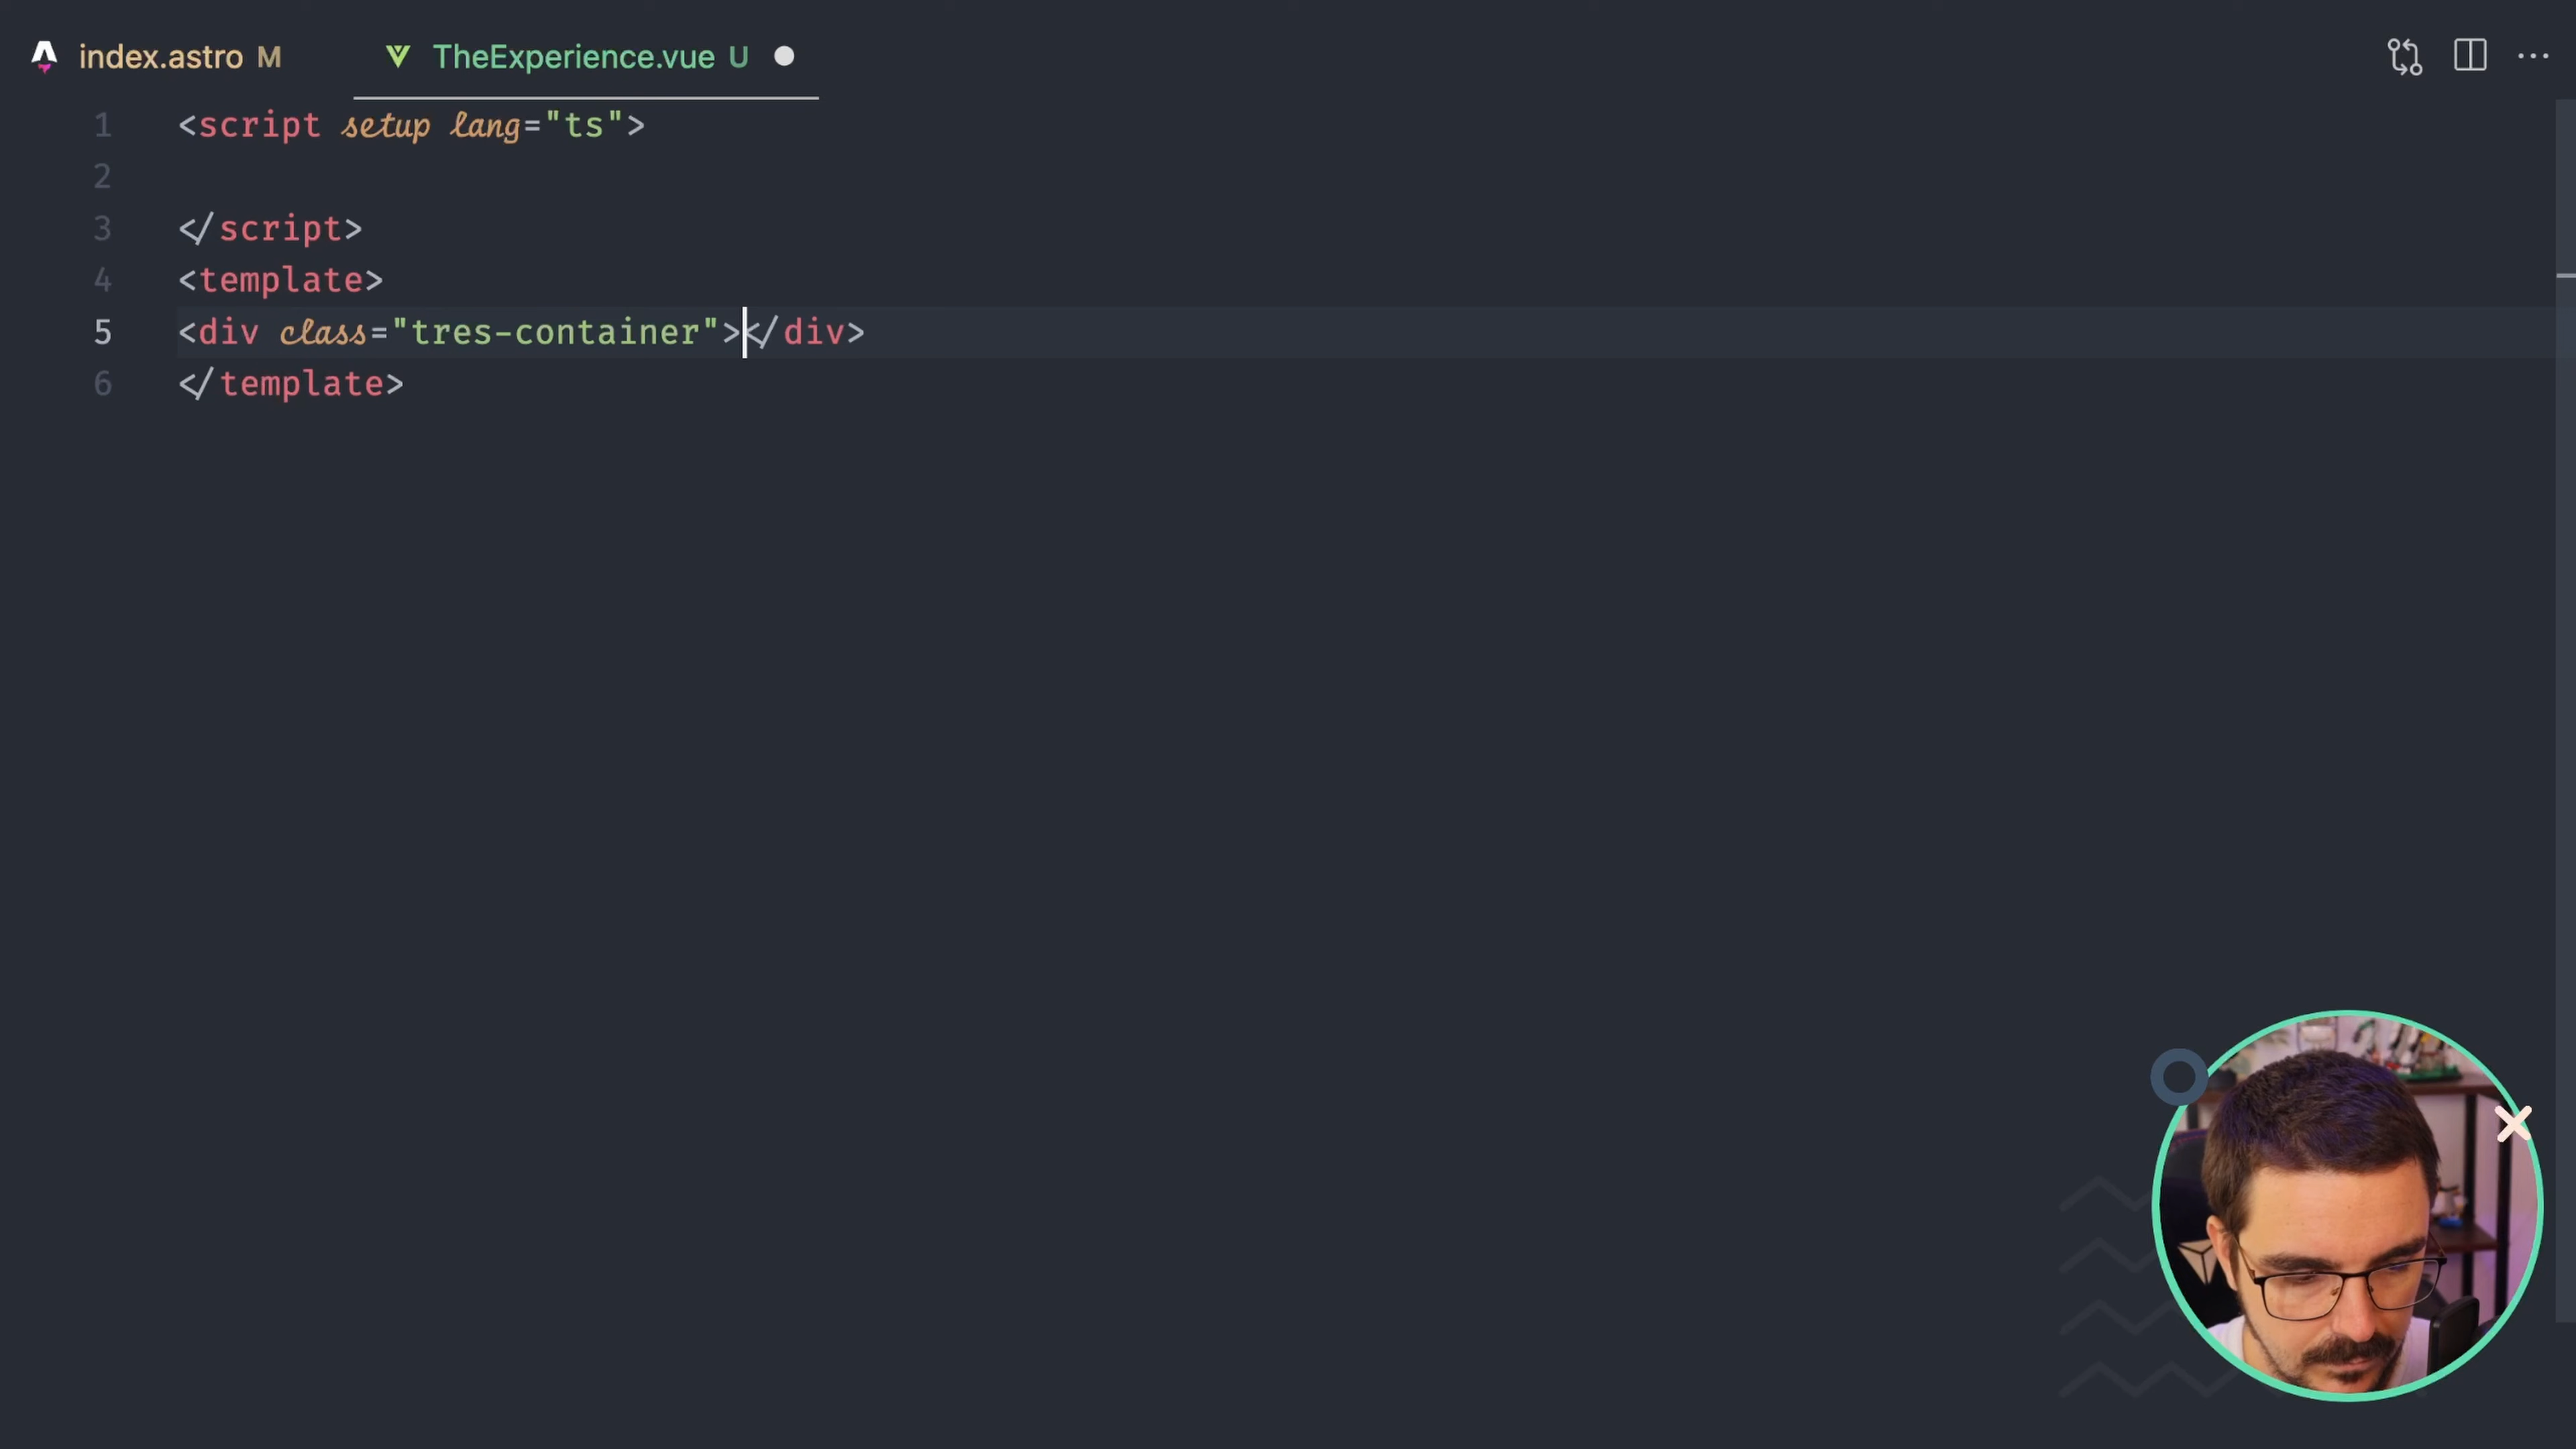 index.astro M TheExperience.vue U
1 <script setup lang="ts">
2
3 </script>
4 <template>
5 <div class="tres-container"></div>
6 </template>